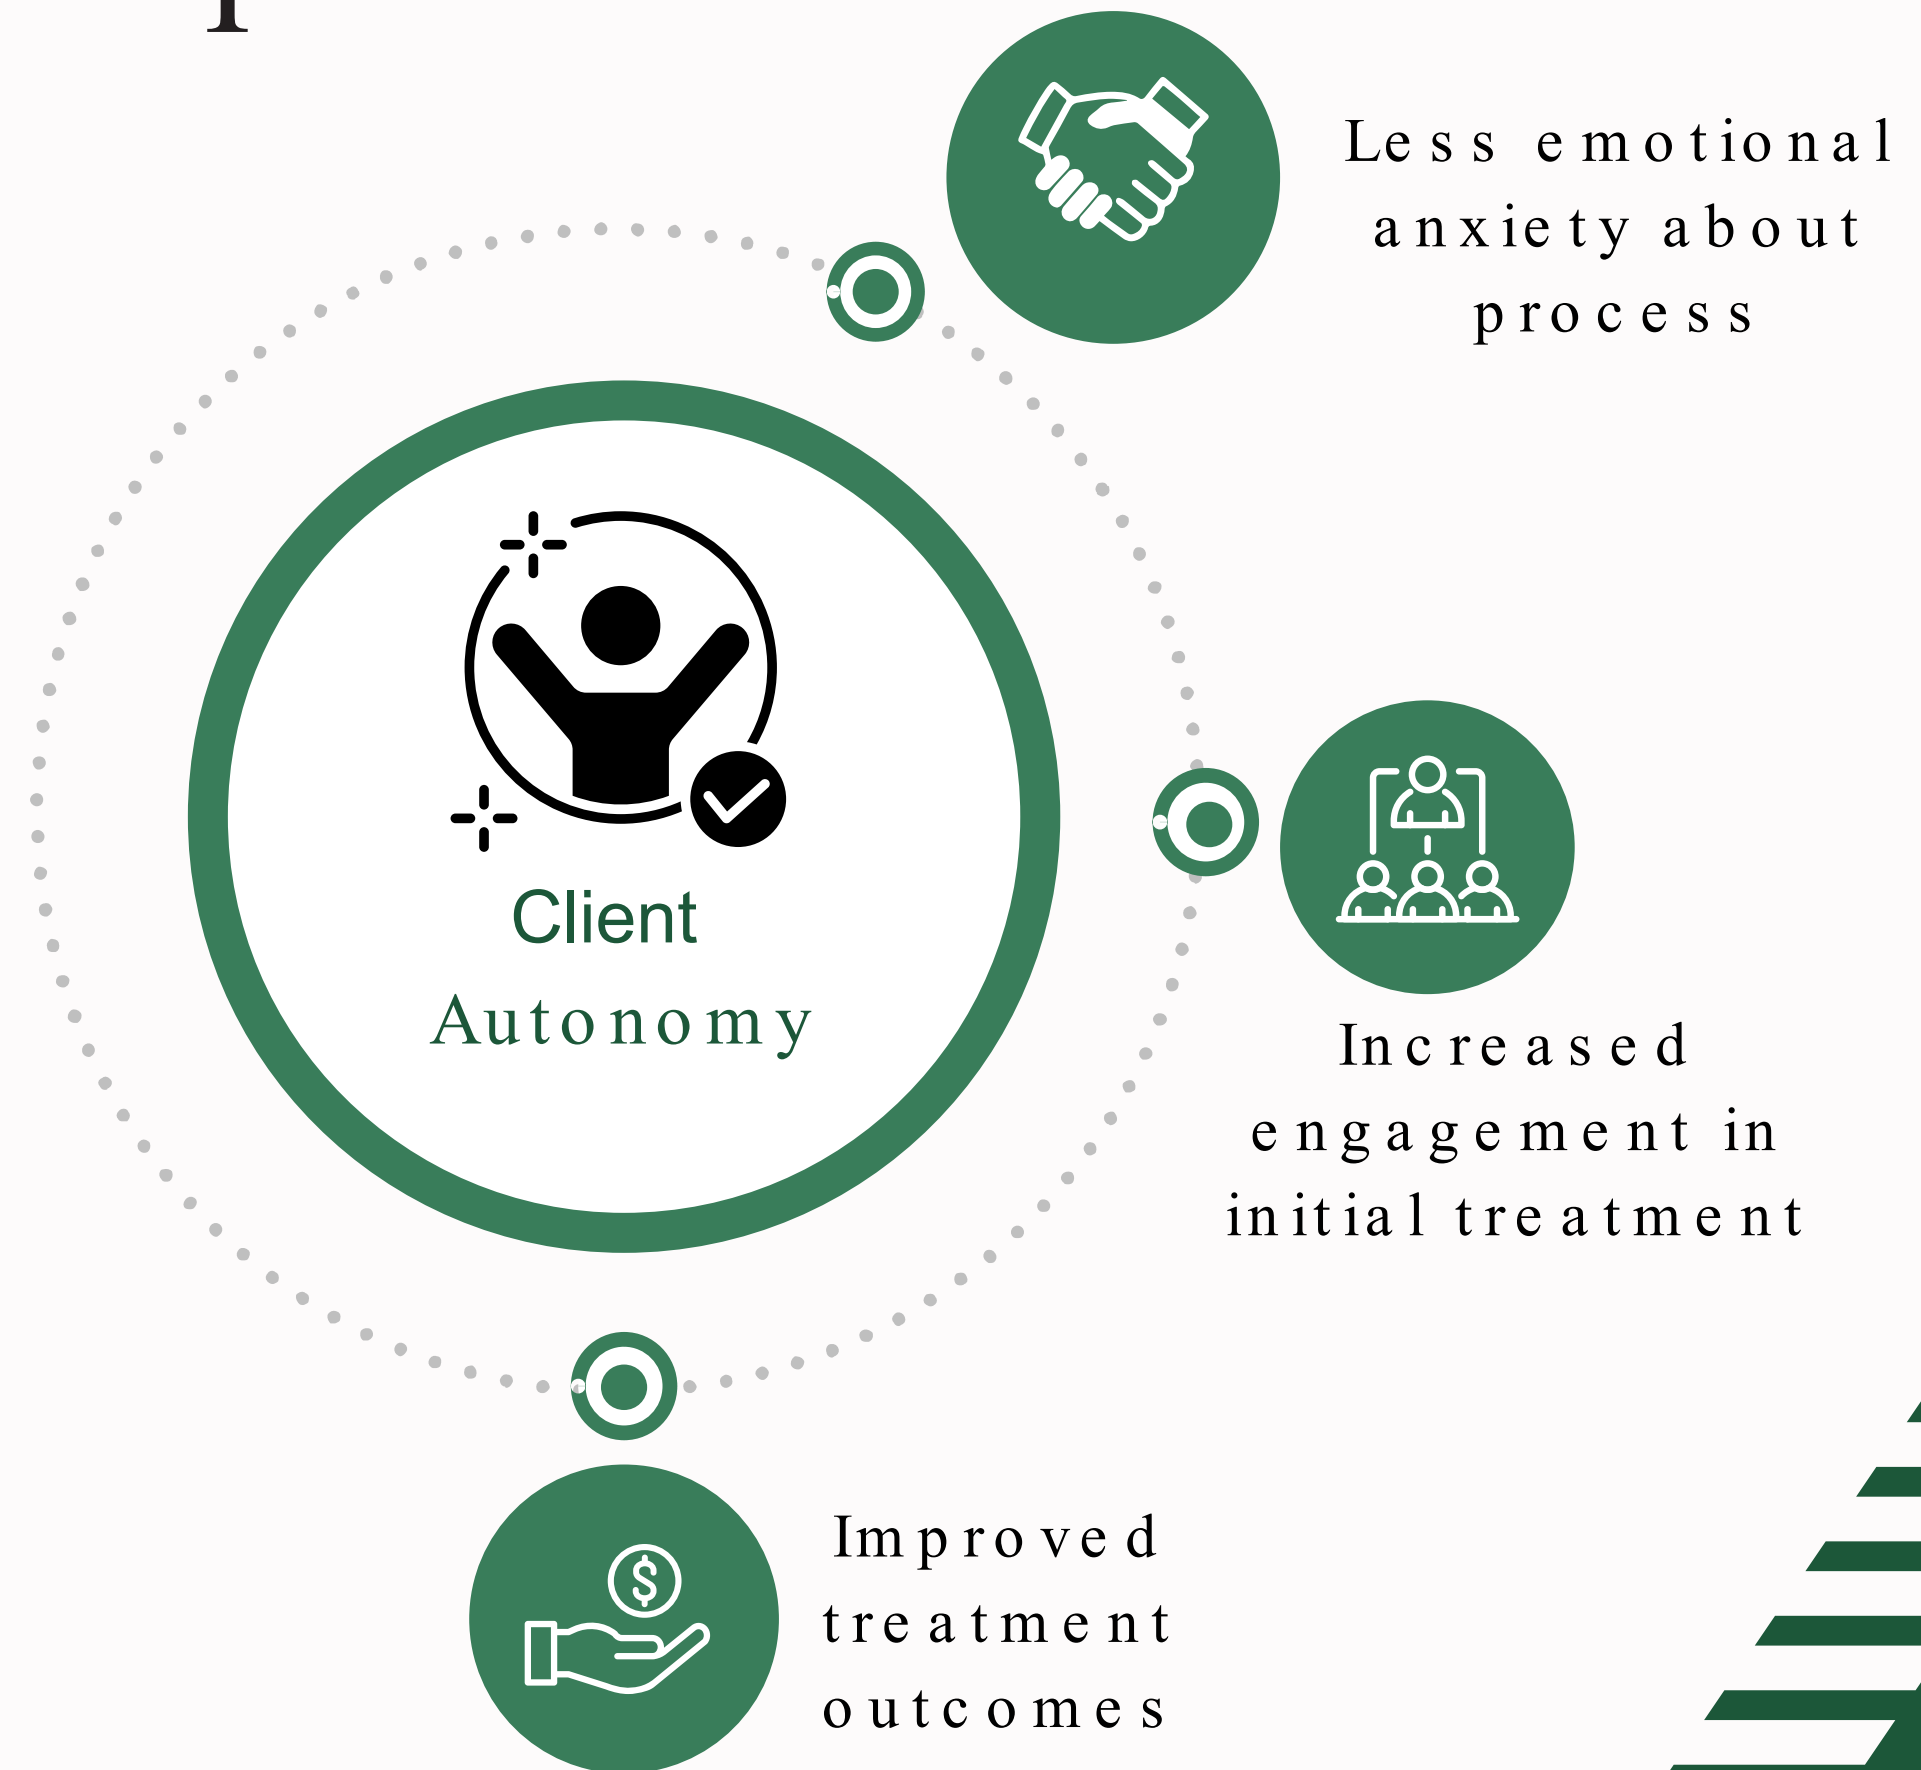 Less emotional
anxiety about
process
Client
Autonomy
Increased
engagement in
initial treatment
Improved
treatment
outcomes